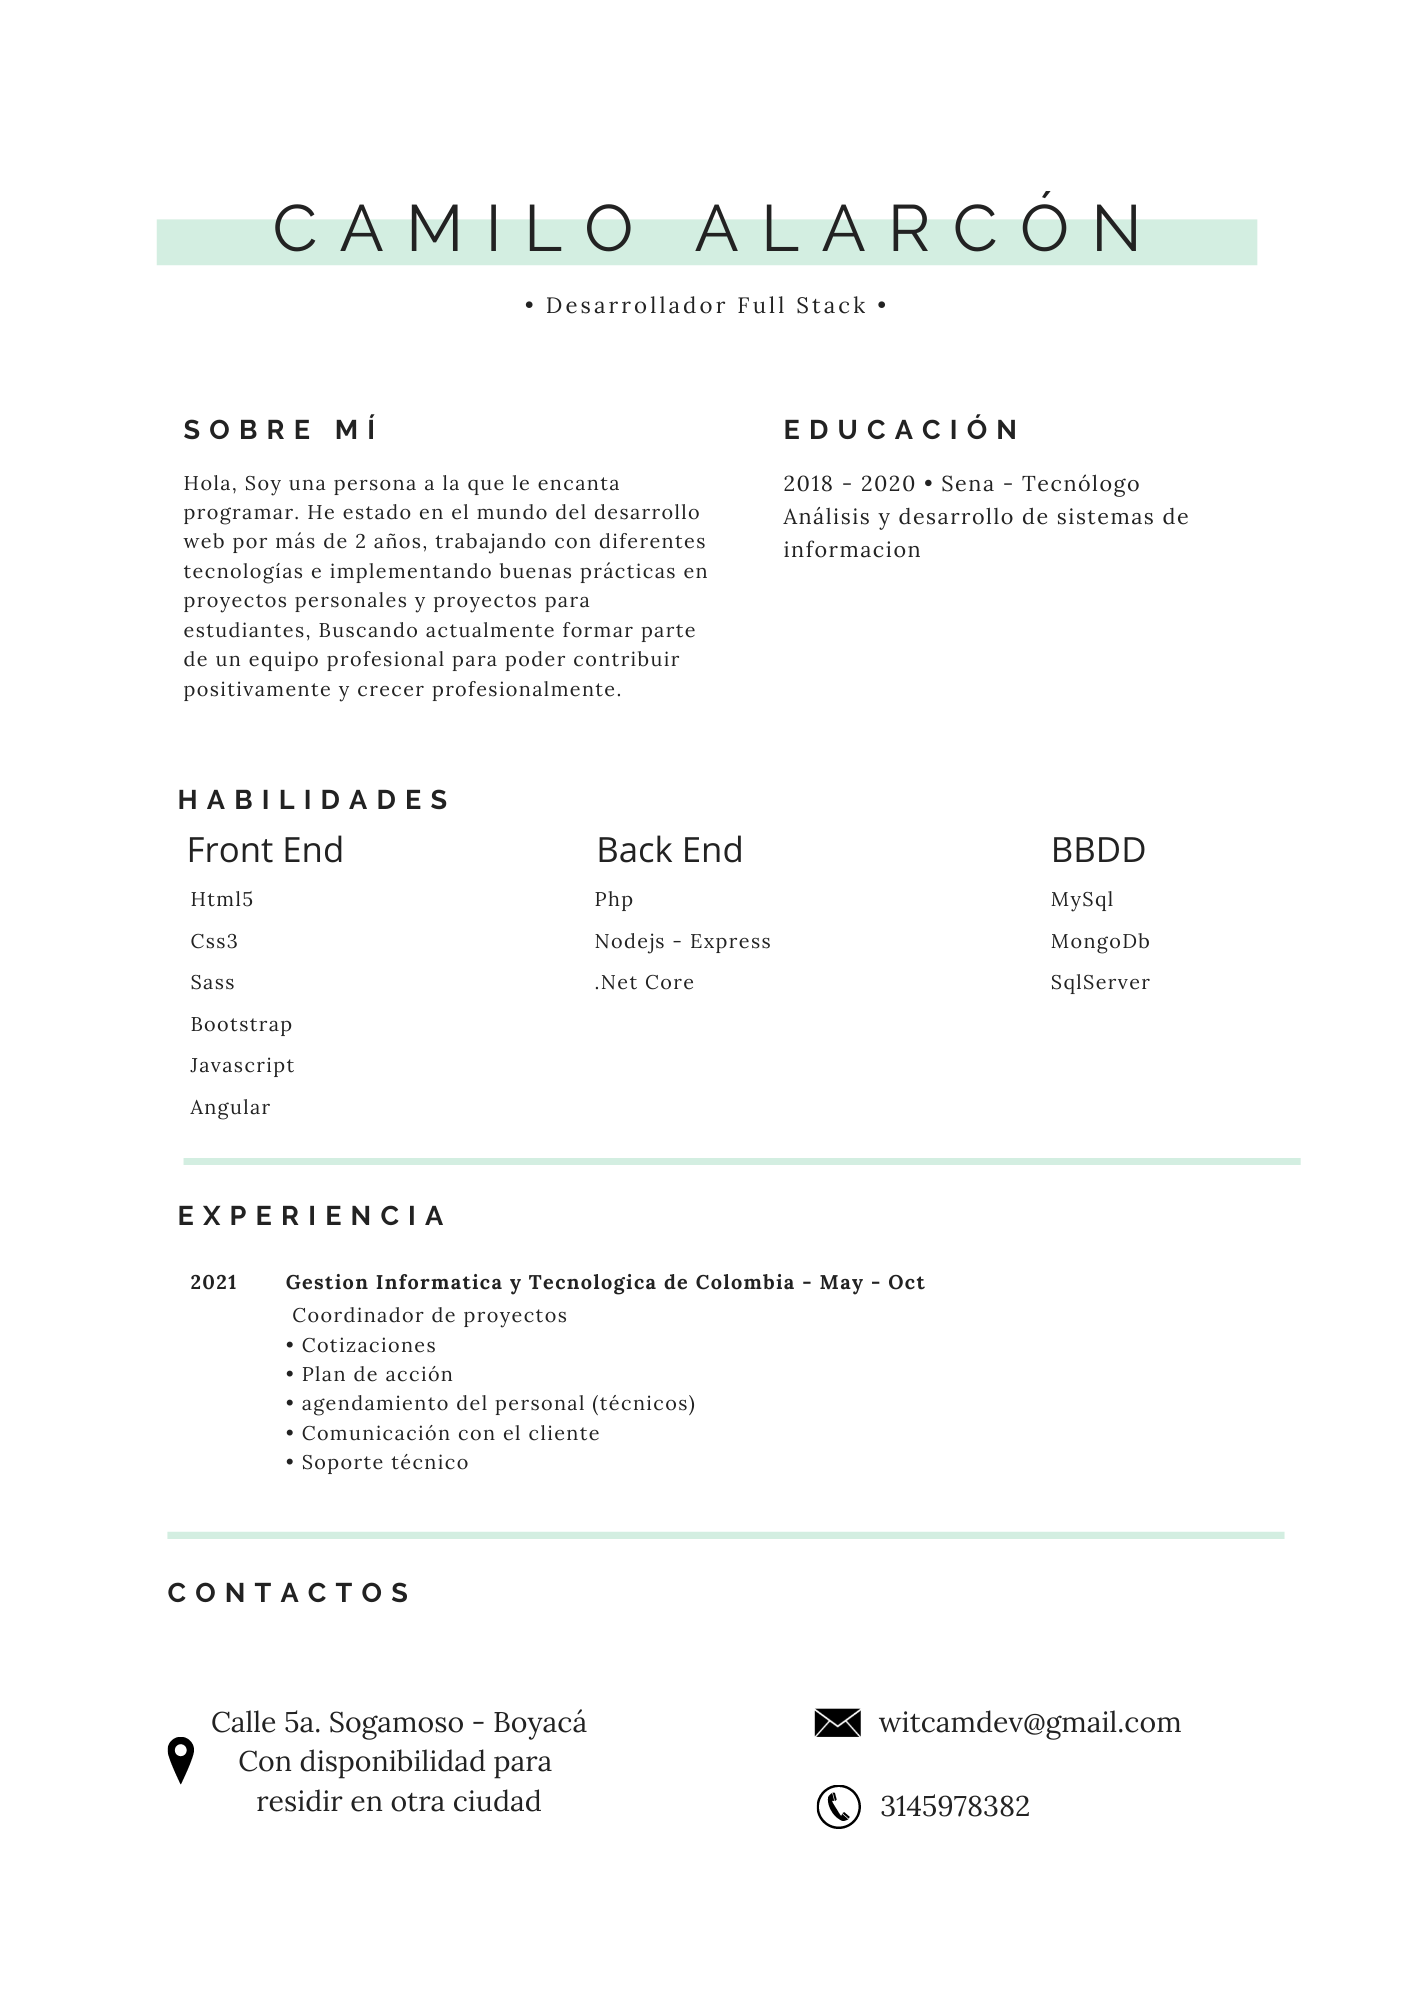 CAMILO ALARCÓN
• Desarrollador Full Stack •
SOBRE MÍ
Hola, Soy una persona a la que le encanta
programar. He estado en el mundo del desarrollo
web por más de 2 años, trabajando con diferentes
tecnologías e implementando buenas prácticas en
proyectos personales y proyectos para
estudiantes, Buscando actualmente formar parte
de un equipo profesional para poder contribuir
positivamente y crecer profesionalmente.
EDUCACIÓN
2018 - 2020 • Sena - Tecnólogo
Análisis y desarrollo de sistemas de
informacion
HABILIDADES
Front End
Html5
Css3
Sass
Bootstrap
Javascript
Angular
Back End
Php
Nodejs - Express
.Net Core
BBDD
MySql
MongoDb
SqlServer
EXPERIENCIA
2021 Gestion Informatica y Tecnologica de Colombia - May - Oct
Coordinador de proyectos
• Cotizaciones
• Plan de acción
• agendamiento del personal (técnicos)
• Comunicación con el cliente
• Soporte técnico
CONTACTOS
Calle 5a. Sogamoso - Boyacá
Con disponibilidad para
residir en otra ciudad
witcamdev@gmail.com
3145978382